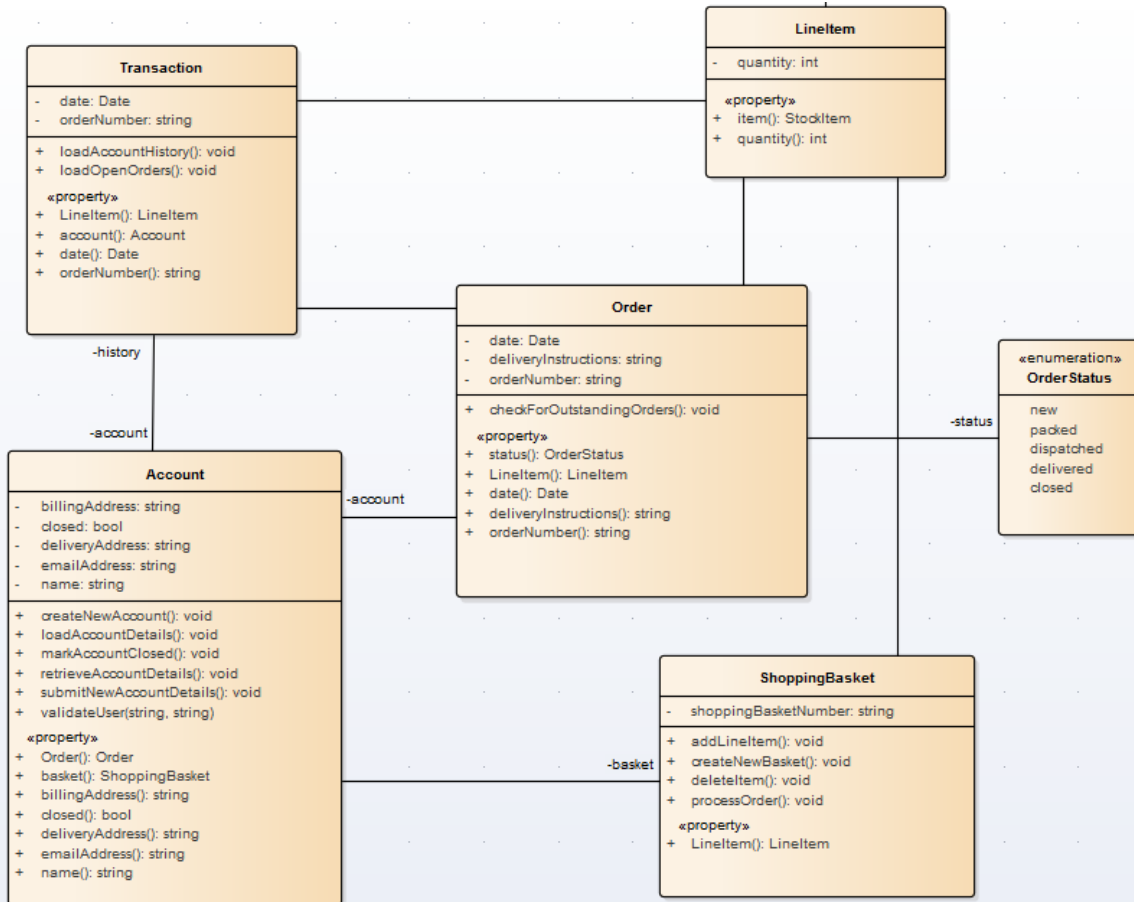 Transaction
- date: Date
- orderNumber: string
+ loadAccountHistory(): void
+ loadOpenOrders(): void
«property»
+ LineItem(): LineItem
+ account(): Account
+ date(): Date
+ orderNumber(): string
LineItem
- quantity: int
«property»
+ item(): StockItem
+ quantity(): int
-history
-account
Order
- date: Date
- deliveryInstructions: string
- orderNumber: string
+ checkForOutstandingOrders(): void
«property»
+ status(): OrderStatus
+ LineItem(): LineItem
+ date(): Date
+ deliveryInstructions(): string
+ orderNumber(): string
-status
«enumeration»
OrderStatus
new
packed
dispatched
delivered
closed
-account
Account
- billingAddress: string
- closed: bool
- deliveryAddress: string
- emailAddress: string
- name: string
+ createNewAccount(): void
+ loadAccountDetails(): void
+ markAccountClosed(): void
+ retrieveAccountDetails(): void
+ submitNewAccountDetails(): void
+ validateUser(string, string)
«property»
+ Order(): Order
+ basket(): ShoppingBasket
+ billingAddress(): string
+ closed(): bool
+ deliveryAddress(): string
+ emailAddress(): string
+ name(): string
-basket
ShoppingBasket
- shoppingBasketNumber: string
+ addLineItem(): void
+ createNewBasket(): void
+ deleteItem(): void
+ processOrder(): void
«property»
+ LineItem(): LineItem